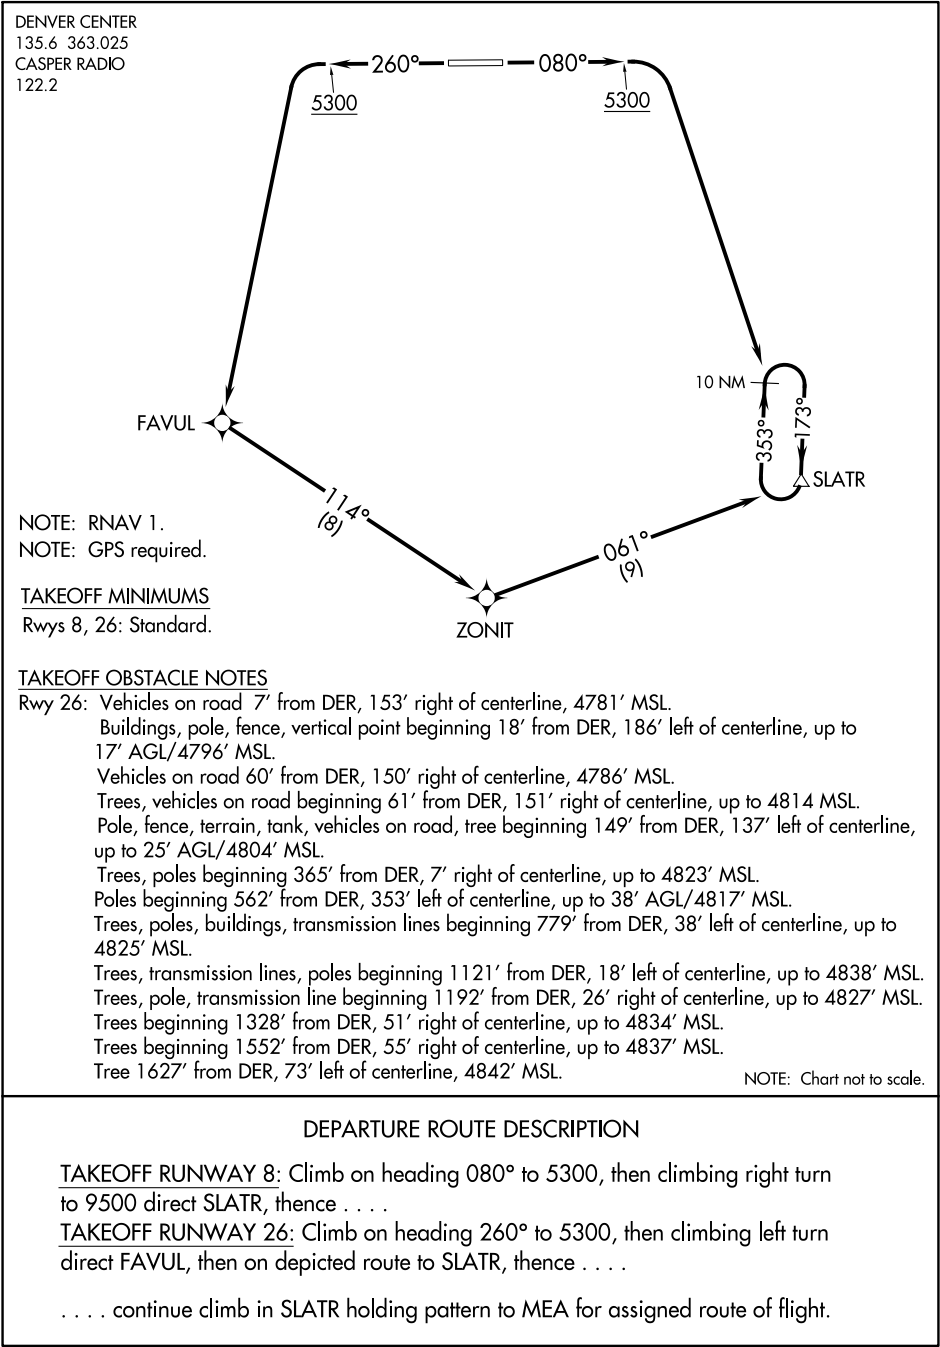 DENVER CENTER
135.6 363.025
CASPER RADIO
122.2
260°
080°
5300
5300
10 NM
353°
173°
SLATR
FAVUL
114°
(8)
061°
(9)
ZONIT
NOTE: RNAV 1.
NOTE: GPS required.
TAKEOFF MINIMUMS
Rwys 8, 26: Standard.
TAKEOFF OBSTACLE NOTES
Rwy 26: Vehicles on road 7′ from DER, 153′ right of centerline, 4781′ MSL.
Buildings, pole, fence, vertical point beginning 18′ from DER, 186′ left of centerline, up to
17′ AGL/4796′ MSL.
Vehicles on road 60′ from DER, 150′ right of centerline, 4786′ MSL.
Trees, vehicles on road beginning 61′ from DER, 151′ right of centerline, up to 4814 MSL.
Pole, fence, terrain, tank, vehicles on road, tree beginning 149′ from DER, 137′ left of centerline,
up to 25′ AGL/4804′ MSL.
Trees, poles beginning 365′ from DER, 7′ right of centerline, up to 4823′ MSL.
Poles beginning 562′ from DER, 353′ left of centerline, up to 38′ AGL/4817′ MSL.
Trees, poles, buildings, transmission lines beginning 779′ from DER, 38′ left of centerline, up to
4825′ MSL.
Trees, transmission lines, poles beginning 1121′ from DER, 18′ left of centerline, up to 4838′ MSL.
Trees, pole, transmission line beginning 1192′ from DER, 26′ right of centerline, up to 4827′ MSL.
Trees beginning 1328′ from DER, 51′ right of centerline, up to 4834′ MSL.
Trees beginning 1552′ from DER, 55′ right of centerline, up to 4837′ MSL.
Tree 1627′ from DER, 73′ left of centerline, 4842′ MSL.
NOTE: Chart not to scale.
DEPARTURE ROUTE DESCRIPTION
TAKEOFF RUNWAY 8: Climb on heading 080° to 5300, then climbing right turn
to 9500 direct SLATR, thence . . . .
TAKEOFF RUNWAY 26: Climb on heading 260° to 5300, then climbing left turn
direct FAVUL, then on depicted route to SLATR, thence . . . .
. . . . continue climb in SLATR holding pattern to MEA for assigned route of flight.